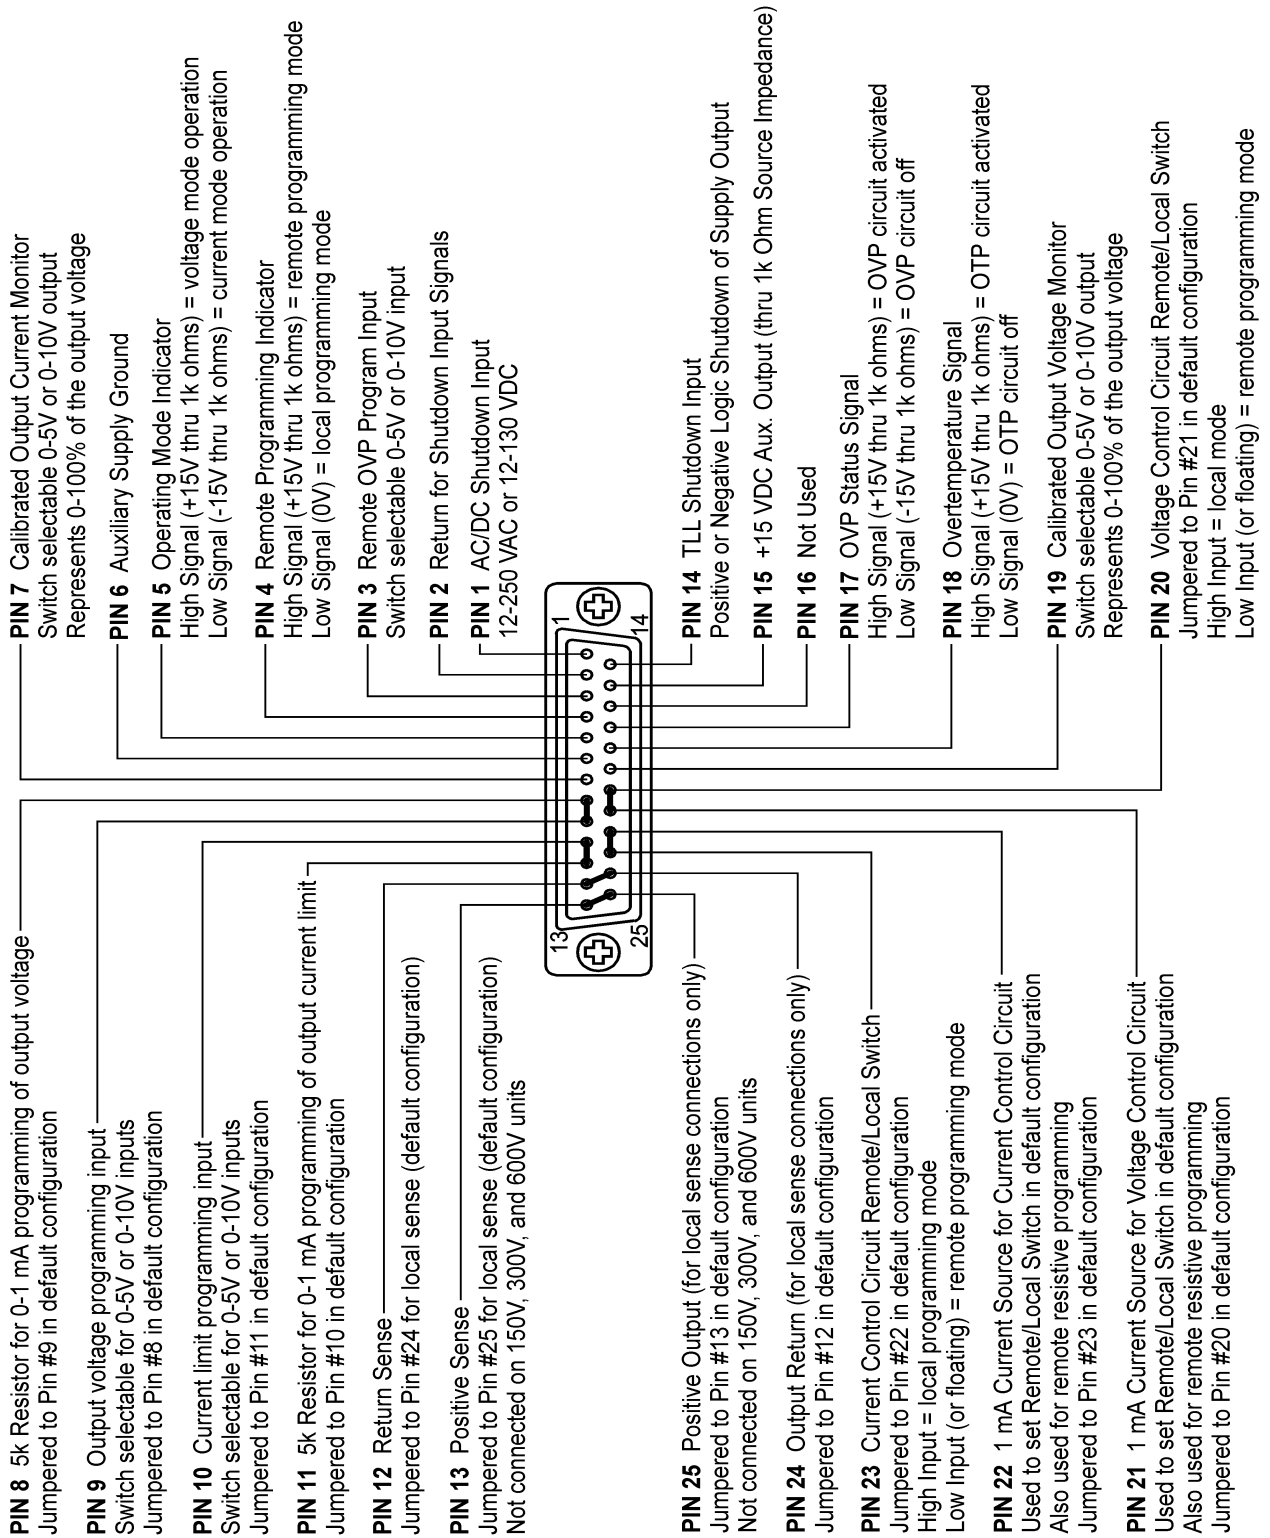 PIN 8 5k Resistor for 0-1 mA programming of output voltage
Jumpered to Pin #9 in default configuration
PIN 9 Output voltage programming input
Switch selectable for 0-5V or 0-10V inputs
Jumpered to Pin #8 in default configuration
PIN 10 Current limit programming input
Switch selectable for 0-5V or 0-10V inputs
Jumpered to Pin #11 in default configuration
PIN 11 5k Resistor for 0-1 mA programming of output current limit
Jumpered to Pin #10 in default configuration
PIN 12 Return Sense
Jumpered to Pin #24 for local sense (default configuration)
PIN 13 Positive Sense
Jumpered to Pin #25 for local sense (default configuration)
Not connected on 150V, 300V, and 600V units
PIN 25 Positive Output (for local sense connections only)
Jumpered to Pin #13 in default configuration
Not connected on 150V, 300V, and 600V units
PIN 24 Output Return (for local sense connections only)
Jumpered to Pin #12 in default configuration
PIN 23 Current Control Circuit Remote/Local Switch
Jumpered to Pin #22 in default configuration
High Input = local programming mode
Low Input (or floating) = remote programming mode
PIN 22 1 mA Current Source for Current Control Circuit
Used to set Remote/Local Switch in default configuration
Also used for remote resistive programming
Jumpered to Pin #23 in default configuration
PIN 21 1 mA Current Source for Voltage Control Circuit
Used to set Remote/Local Switch in default configuration
Also used for remote resistive programming
Jumpered to Pin #20 in default configuration
13
25
1
14
PIN 7 Calibrated Output Current Monitor
Switch selectable 0-5V or 0-10V output
Represents 0-100% of the output voltage
PIN 6 Auxiliary Supply Ground
PIN 5 Operating Mode Indicator
High Signal (+15V thru 1k ohms) = voltage mode operation
Low Signal (-15V thru 1k ohms) = current mode operation
PIN 4 Remote Programming Indicator
High Signal (+15V thru 1k ohms) = remote programming mode
Low Signal (0V) = local programming mode
PIN 3 Remote OVP Program Input
Switch selectable 0-5V or 0-10V input
PIN 2 Return for Shutdown Input Signals
PIN 1 AC/DC Shutdown Input
12-250 VAC or 12-130 VDC
PIN 14 TLL Shutdown Input
Positive or Negative Logic Shutdown of Supply Output
PIN 15 +15 VDC Aux. Output (thru 1k Ohm Source Impedance)
PIN 16 Not Used
PIN 17 OVP Status Signal
High Signal (+15V thru 1k ohms) = OVP circuit activated
Low Signal (-15V thru 1k ohms) = OVP circuit off
PIN 18 Overtemperature Signal
High Signal (+15V thru 1k ohms) = OTP circuit activated
Low Signal (0V) = OTP circuit off
PIN 19 Calibrated Output Voltage Monitor
Switch selectable 0-5V or 0-10V output
Represents 0-100% of the output voltage
PIN 20 Voltage Control Circuit Remote/Local Switch
Jumpered to Pin #21 in default configuration
High Input = local mode
Low Input (or floating) = remote programming mode